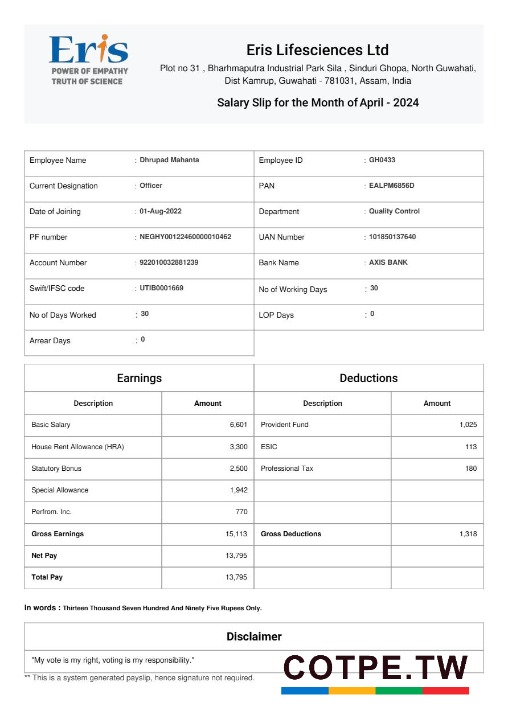 Eris
POWER OF EMPATHY
TRUTH OF SCIENCE
Eris Lifesciences Ltd
Plot no 31 , Bharhmaputra Industrial Park Sila , Sinduri Ghopa, North Guwahati,
Dist Kamrup, Guwahati - 781031, Assam, India
Salary Slip for the Month of April - 2024
Employee Name : Dhrupad Mahanta Employee ID : GH0433
Current Designation : Officer PAN : EALPM6856D
Date of Joining : 01-Aug-2022 Department : Quality Control
PF number : NEGHY00122460000010462 UAN Number : 101850137640
Account Number : 922010032881239 Bank Name : AXIS BANK
Swift/IFSC code : UTIB0001669 No of Working Days : 30
No of Days Worked : 30 LOP Days : 0
Arrear Days : 0
Earnings Deductions
Description Amount Description Amount
Basic Salary 6,601 Provident Fund 1,025
House Rent Allowance (HRA) 3,300 ESIC 113
Statutory Bonus 2,500 Professional Tax 180
Special Allowance 1,942
Perfrom. Inc. 770
Gross Earnings 15,113 Gross Deductions 1,318
Net Pay 13,795
Total Pay 13,795
In words : Thirteen Thousand Seven Hundred And Ninety Five Rupees Only.
Disclaimer
"My vote is my right, voting is my responsibility."
** This is a system generated payslip, hence signature not required.
COTPE.TW